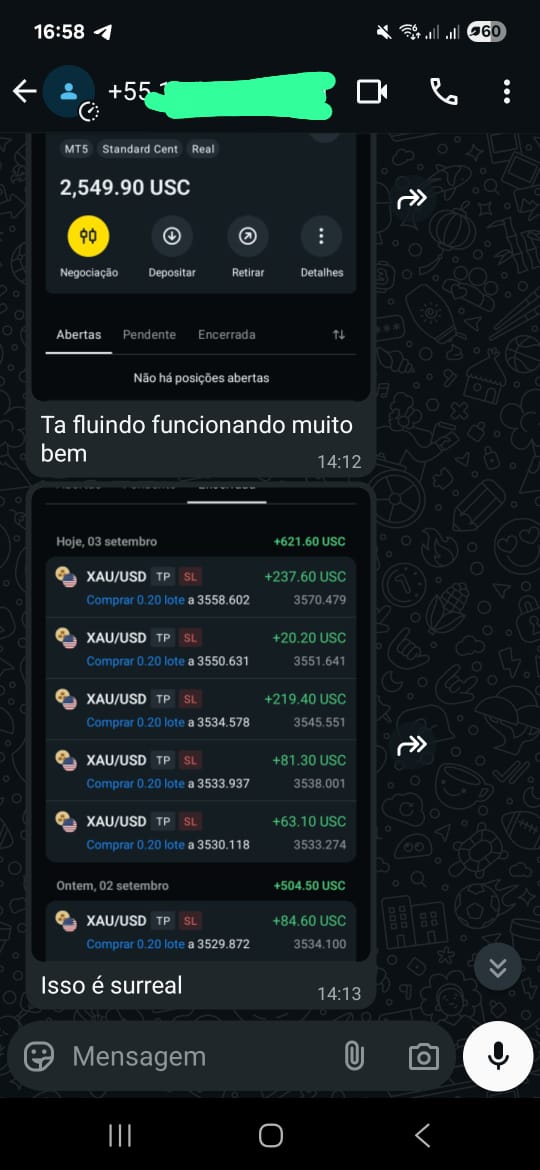 16:58
60
+55
MT5 Standard Cent Real
2,549.90 USC
Negociação Depositar Retirar Detalhes
Abertas Pendente Encerrada
Não há posições abertas
Ta fluindo funcionando muito
bem
14:12
Hoje, 03 setembro +621.60 USC
XAU/USD TP SL +237.60 USC
Comprar 0.20 lote a 3558.602 3570.479
XAU/USD TP SL +20.20 USC
Comprar 0.20 lote a 3550.631 3551.641
XAU/USD TP SL +219.40 USC
Comprar 0.20 lote a 3534.578 3545.551
XAU/USD TP SL +81.30 USC
Comprar 0.20 lote a 3533.937 3538.001
XAU/USD TP SL +63.10 USC
Comprar 0.20 lote a 3530.118 3533.274
Ontem, 02 setembro +504.50 USC
XAU/USD TP SL +84.60 USC
Comprar 0.20 lote a 3529.872 3534.100
Isso é surreal
14:13
Mensagem